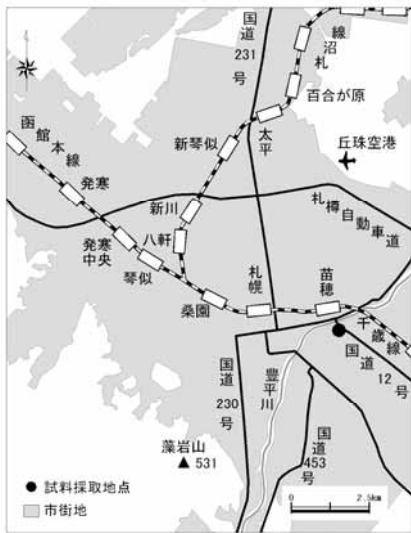 国道
231
号
札沼線
百合が原
太平
新琴似
丘珠空港
函館本線
発寒
新川
札樽自動車道
発寒中央
八軒
琴似
桑園
札幌
苗穂
千歳線
国道
12
号
国道
230
号
豊平川
国道
453
号
藻岩山
▲ 531
● 試料採取地点
市街地
0 2.5km